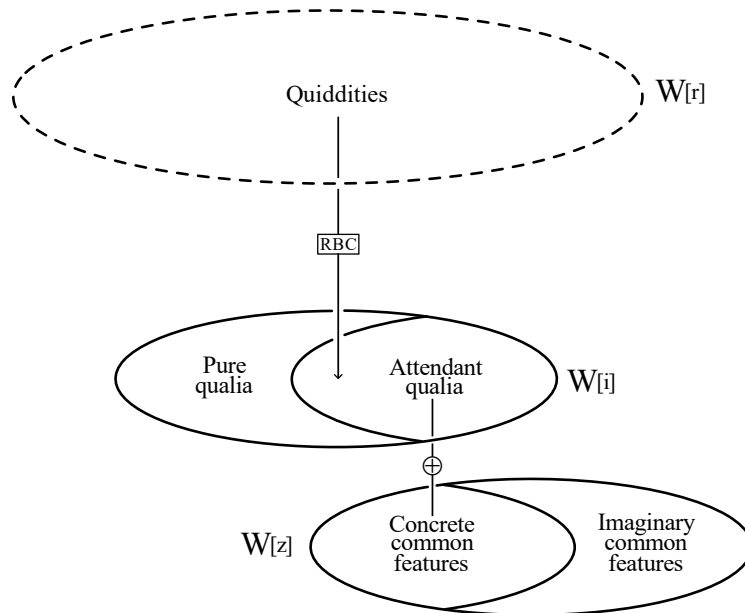 Quiddities
W[r]
RBC
Pure
qualia
Attendant
qualia
W[i]
W[z]
Concrete
common
features
Imaginary
common
features